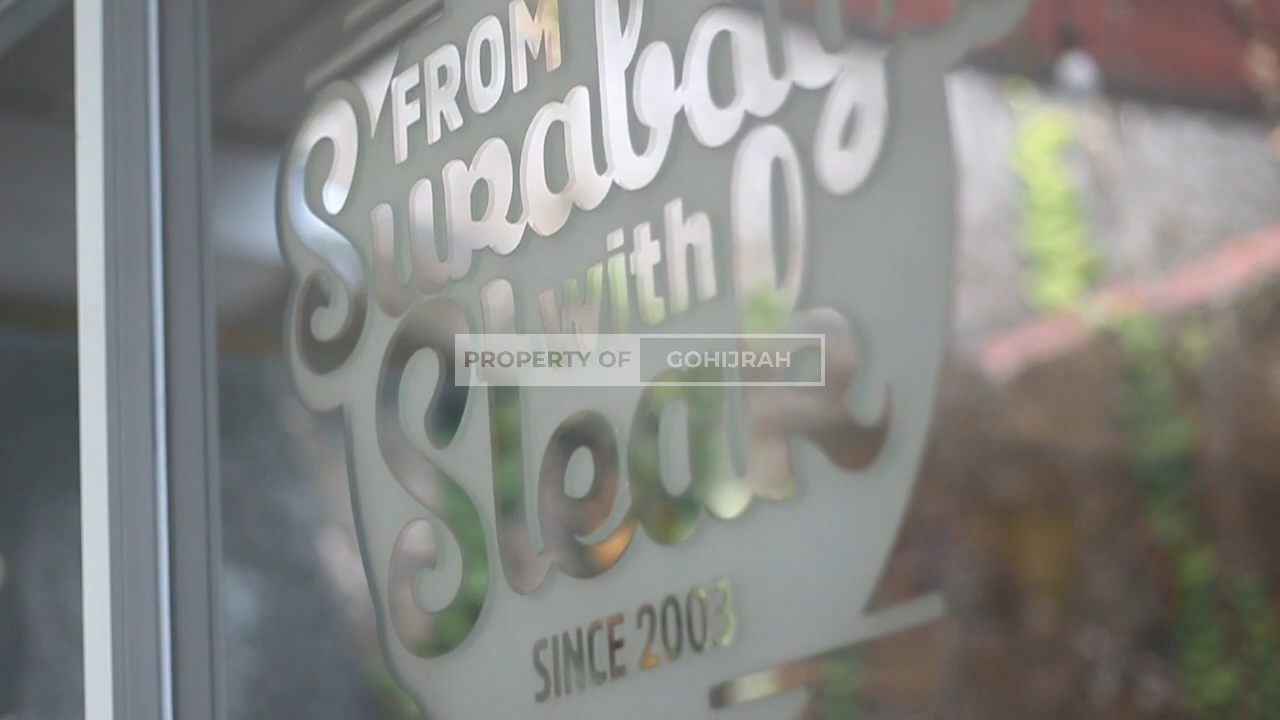 FROM
Surabaya
with
Steak
PROPERTY OF GOHIJRAH
SINCE 2003